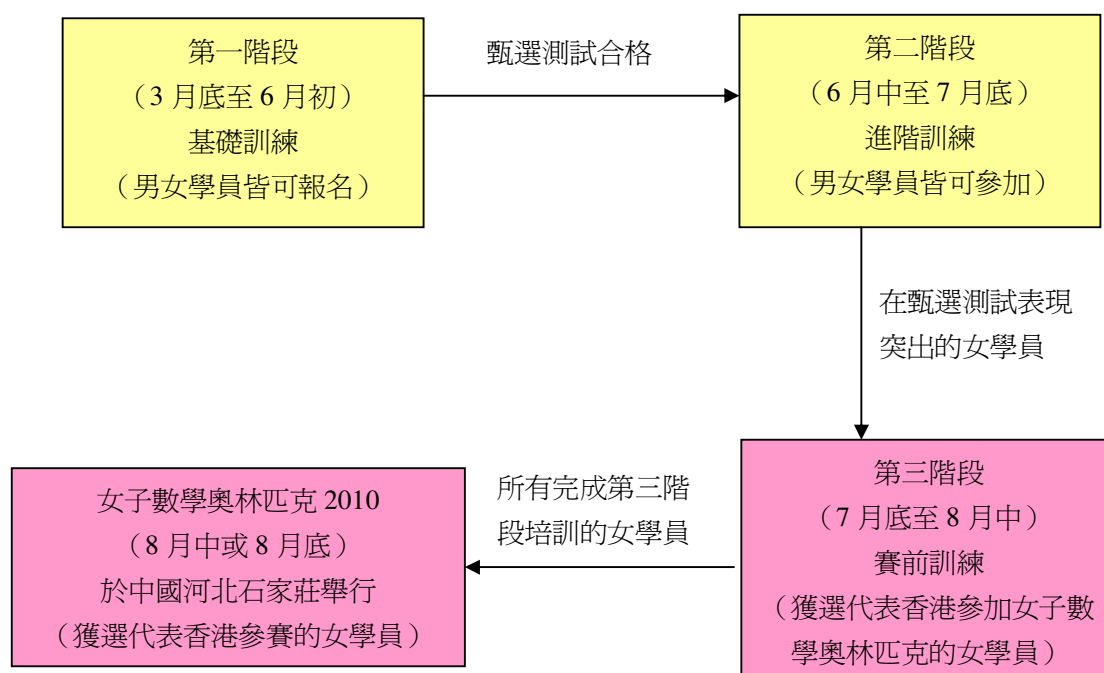 第一階段
（3 月底至 6 月初）
基礎訓練
（男女學員皆可報名）
甄選測試合格
第二階段
（6 月中至 7 月底）
進階訓練
（男女學員皆可參加）
在甄選測試表現
突出的女學員
第三階段
（7 月底至 8 月中）
賽前訓練
（獲選代表香港參加女子數
學奧林匹克的女學員）
所有完成第三階
段培訓的女學員
女子數學奧林匹克 2010
（8 月中或 8 月底）
於中國河北石家莊舉行
（獲選代表香港參賽的女學員）